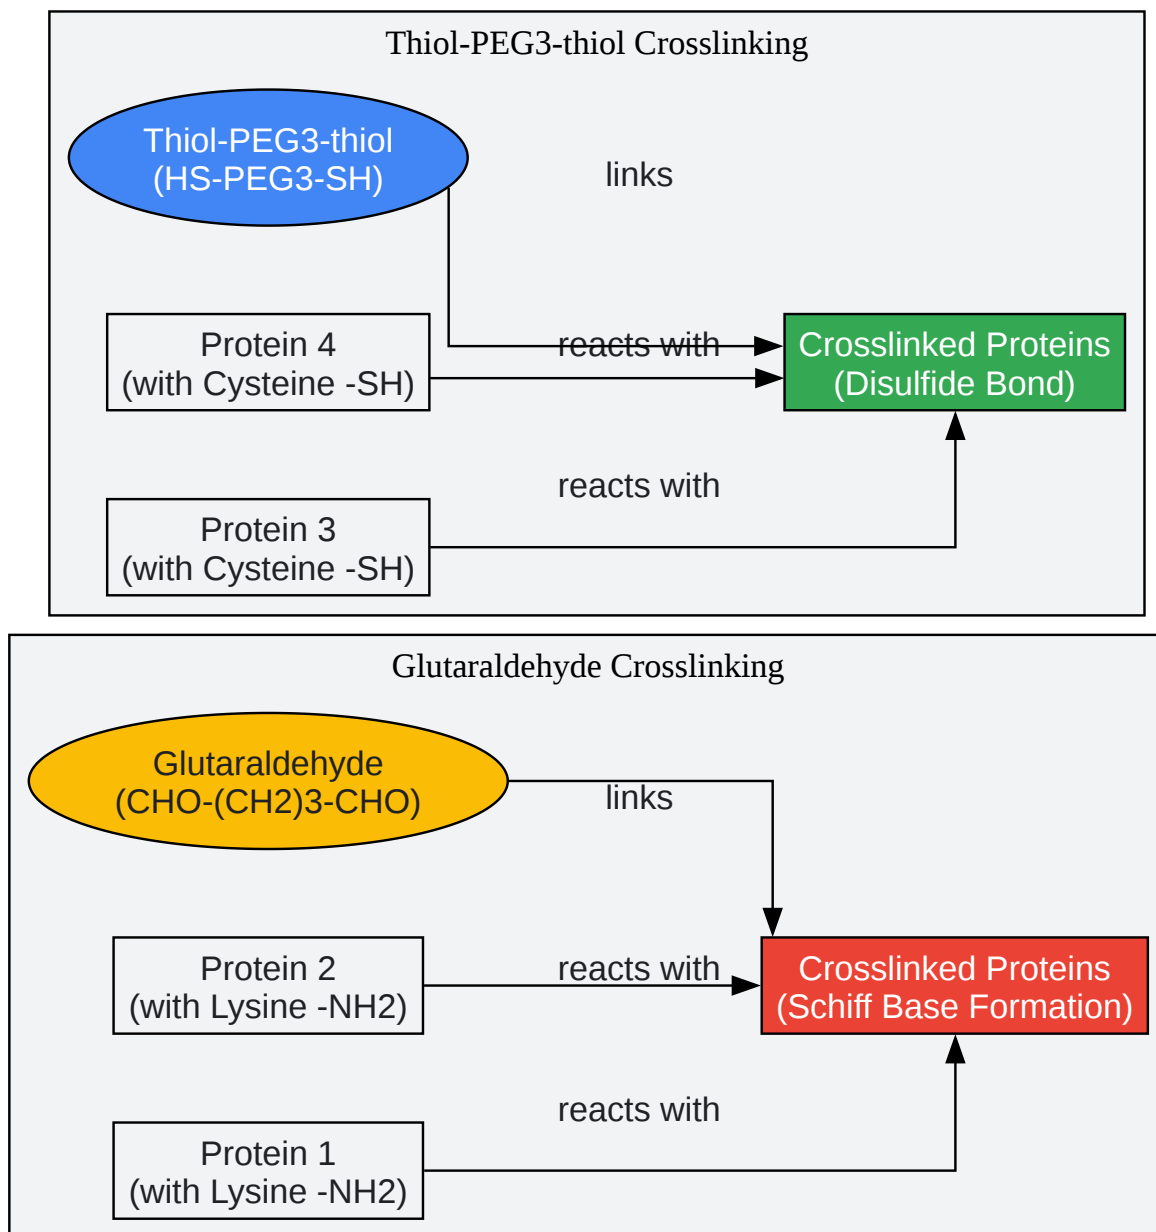 Thiol-PEG3-thiol Crosslinking
Thiol-PEG3-thiol
(HS-PEG3-SH)
links
Protein 4
(with Cysteine -SH)
reacts with
Crosslinked Proteins
(Disulfide Bond)
reacts with
Protein 3
(with Cysteine -SH)
Glutaraldehyde Crosslinking
Glutaraldehyde
(CHO-(CH2)3-CHO)
links
Protein 2
(with Lysine -NH2)
reacts with
Crosslinked Proteins
(Schiff Base Formation)
reacts with
Protein 1
(with Lysine -NH2)